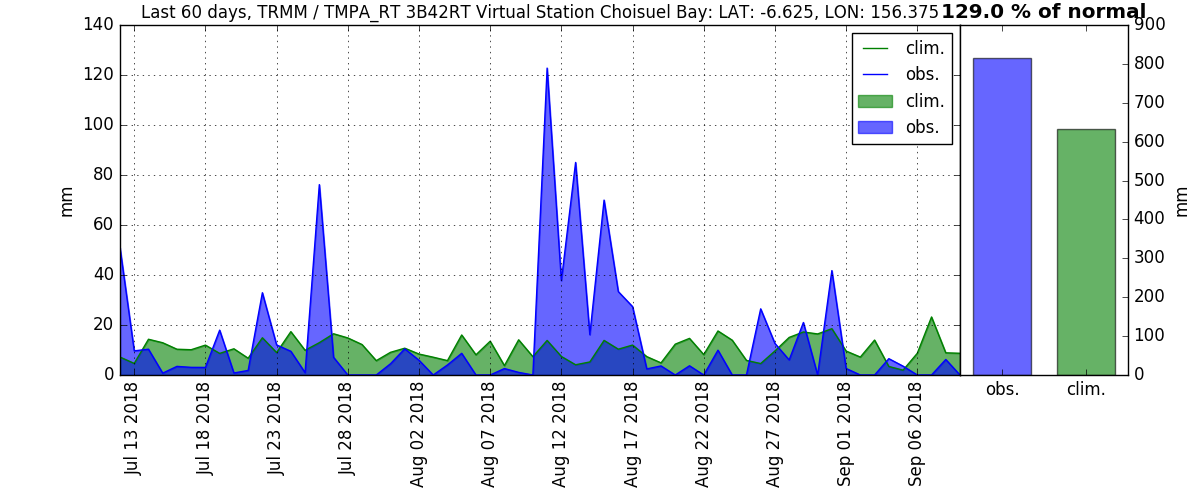 Last 60 days, TRMM / TMPA_RT 3B42RT Virtual Station Choisuel Bay: LAT: -6.625, LON: 156.375
129.0 % of normal
140
120
100
80
60
40
20
0
mm
clim.
obs.
clim.
obs.
900
800
700
600
500
400
300
200
100
0
mm
obs.
clim.
Jul 13 2018
Jul 18 2018
Jul 23 2018
Jul 28 2018
Aug 02 2018
Aug 07 2018
Aug 12 2018
Aug 17 2018
Aug 22 2018
Aug 27 2018
Sep 01 2018
Sep 06 2018